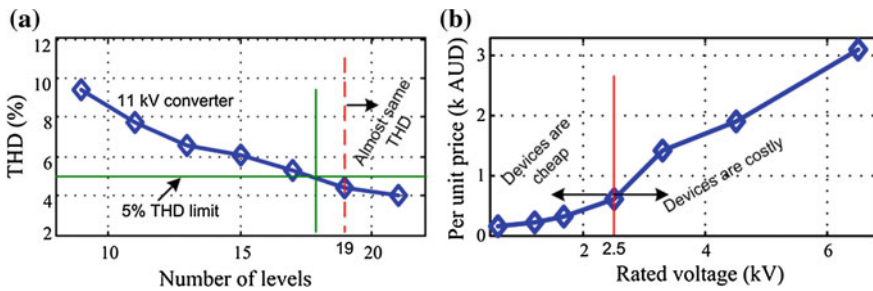 (a)
12
10
8
6
4
2
THD (%)
11 kV converter
5% THD limit
Almost same
THD
10
15
19
20
Number of levels
(b)
3
2
1
0
Per unit price (k AUD)
Devices are
cheap
Devices are costly
2
2.5
4
6
Rated voltage (kV)